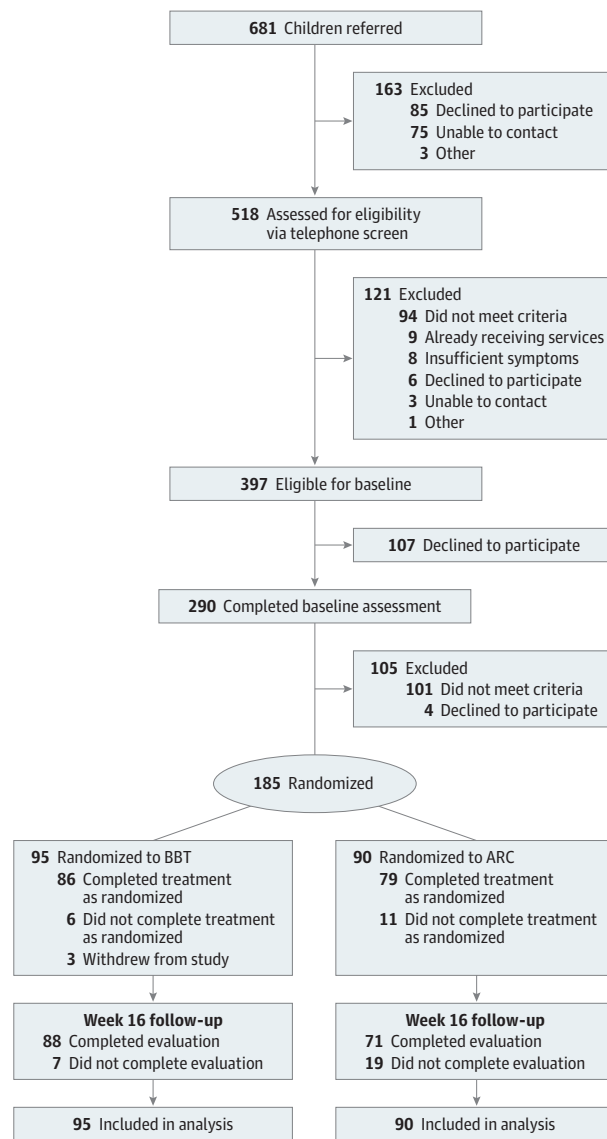 681 Children referred
163 Excluded
85 Declined to participate
75 Unable to contact
3 Other
518 Assessed for eligibility
via telephone screen
121 Excluded
94 Did not meet criteria
9 Already receiving services
8 Insufficient symptoms
6 Declined to participate
3 Unable to contact
1 Other
397 Eligible for baseline
107 Declined to participate
290 Completed baseline assessment
105 Excluded
101 Did not meet criteria
4 Declined to participate
185 Randomized
95 Randomized to BBT
86 Completed treatment
as randomized
6 Did not complete treatment
as randomized
3 Withdrew from study
90 Randomized to ARC
79 Completed treatment
as randomized
11 Did not complete treatment
as randomized
Week 16 follow-up
88 Completed evaluation
7 Did not complete evaluation
Week 16 follow-up
71 Completed evaluation
19 Did not complete evaluation
95 Included in analysis
90 Included in analysis